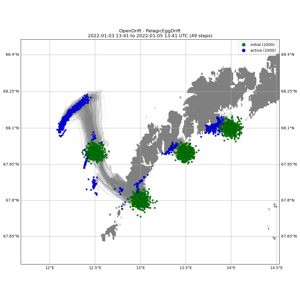 OpenDrift - PelagicEggDrift
2022-01-03 13:41 to 2022-01-05 13:41 UTC (49 steps)
initial (2000)
active (2000)
68.4°N 68.4°N
68.25°N 68.25°N
68.1°N 68.1°N
67.95°N 67.95°N
67.8°N 67.8°N
67.65°N 67.65°N
12°E 12.5°E 13°E 13.5°E 14°E 14.5°E